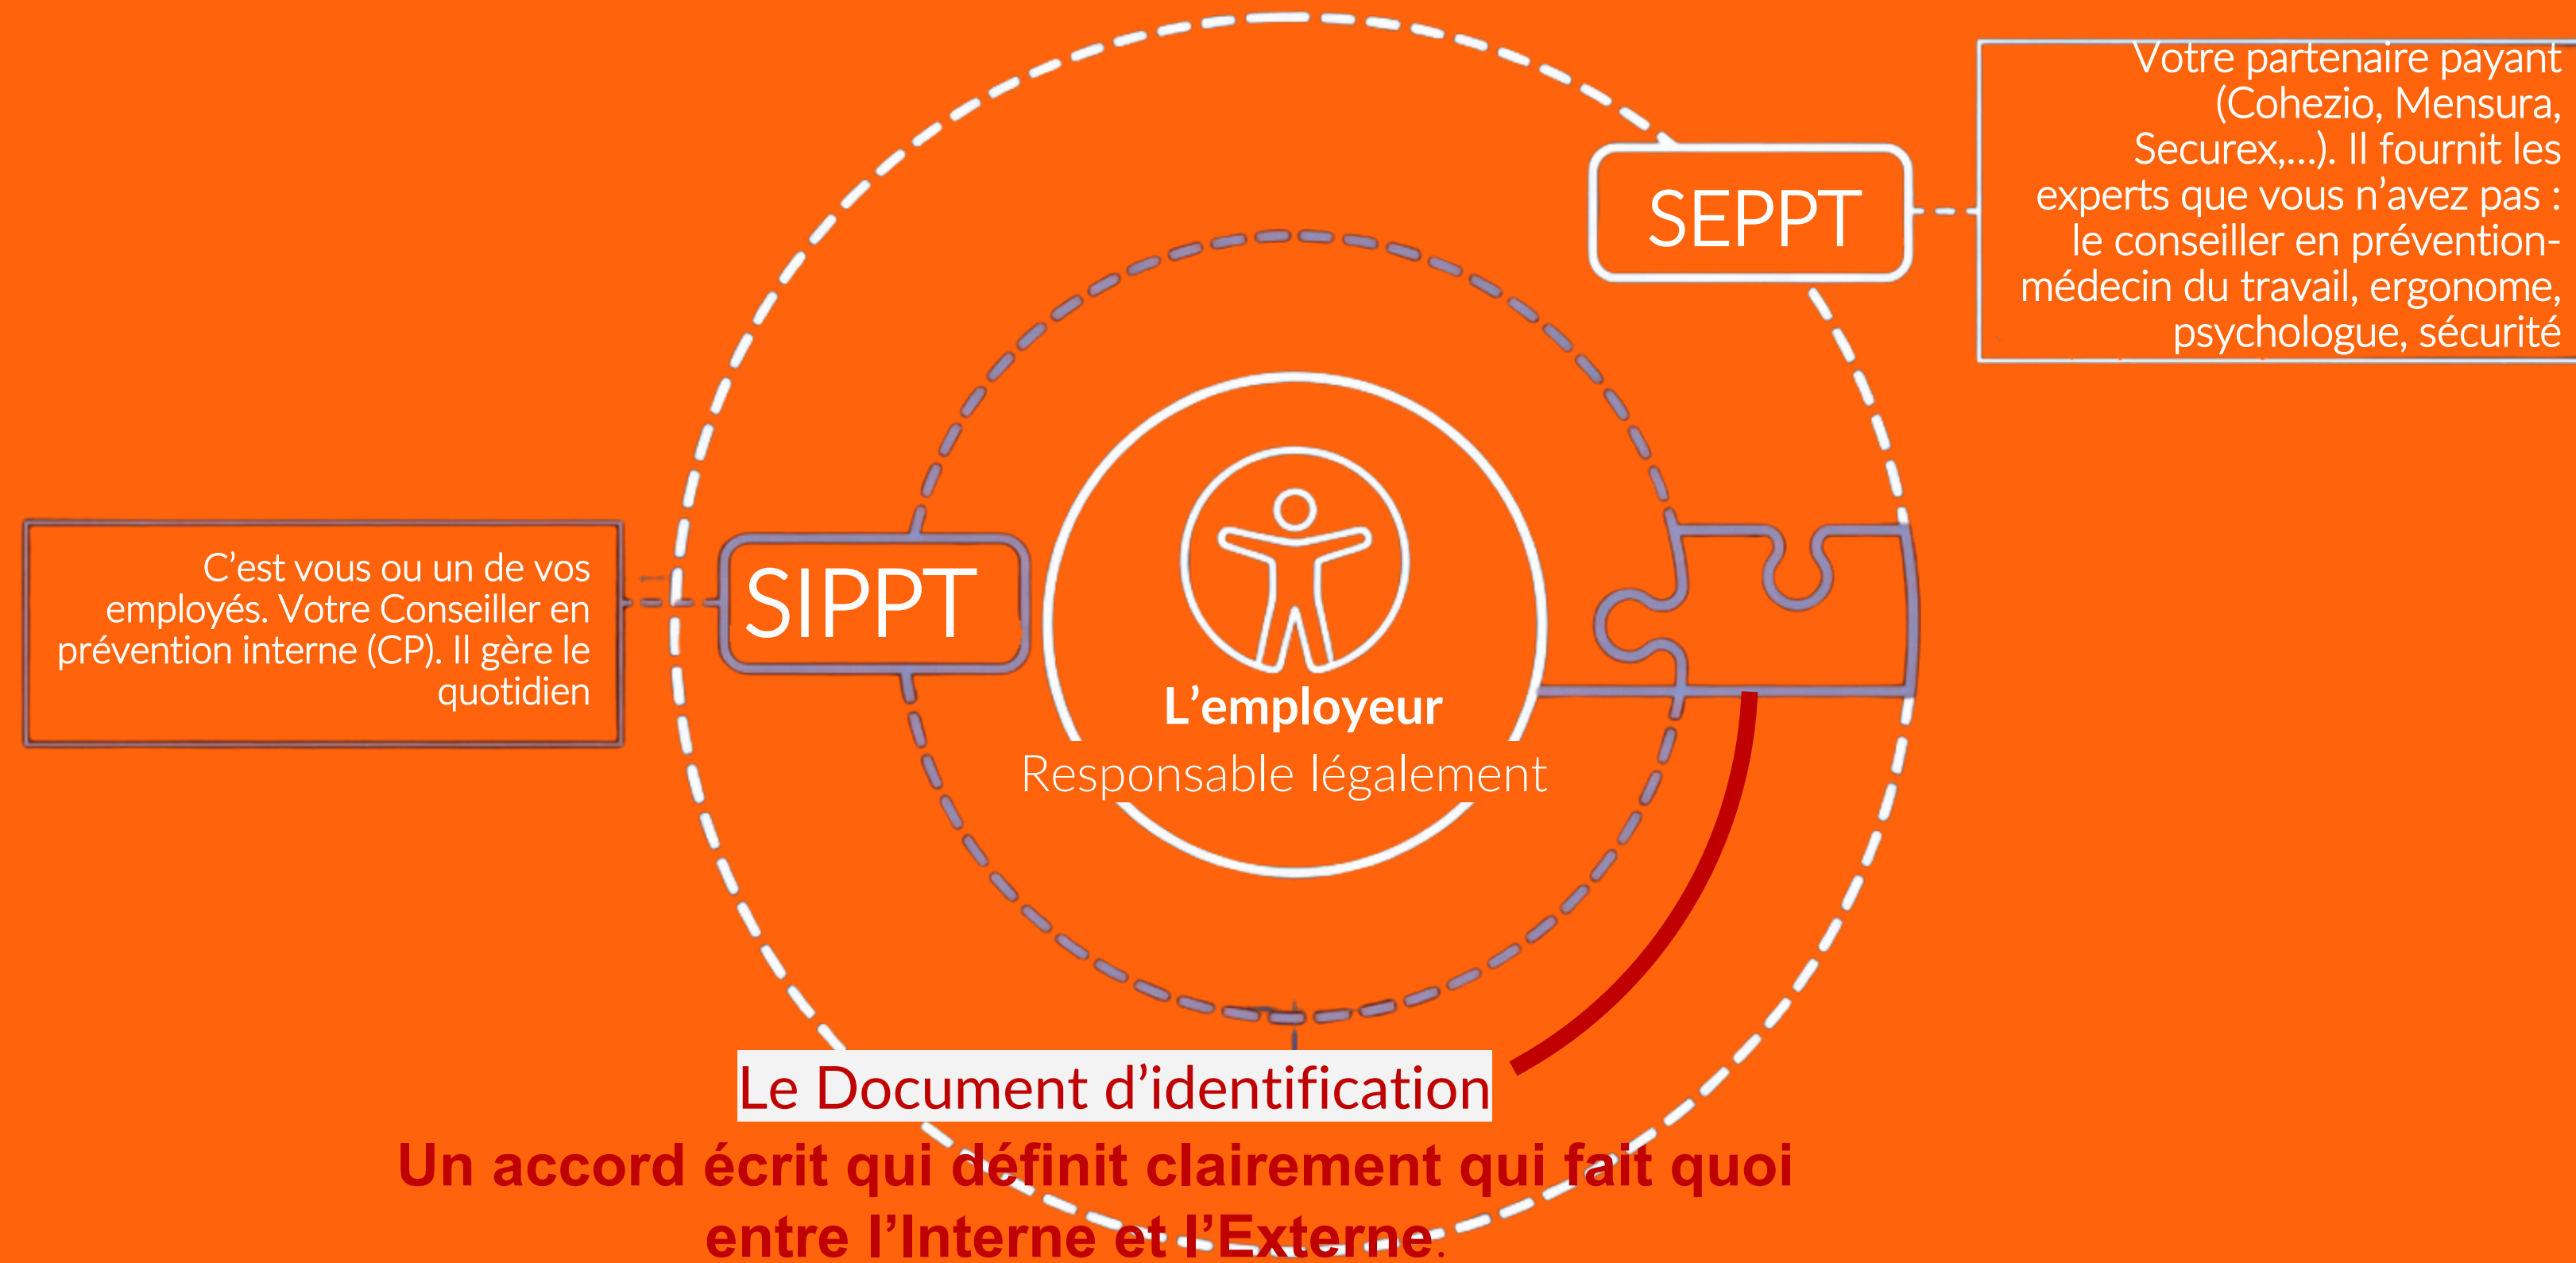 Votre partenaire payant
(Cohezio, Mensura,
Securex,...). Il fournit les
experts que vous n’avez pas :
le conseiller en prévention-
médecin du travail, ergonome,
psychologue, sécurité
SEPPT
C’est vous ou un de vos
employés. Votre Conseiller en
prévention interne (CP). Il gère le
quotidien
SIPPT
L’employeur
Responsable légalement
Le Document d’identification
Un accord écrit qui définit clairement qui fait quoi
entre l’Interne et l’Externe.